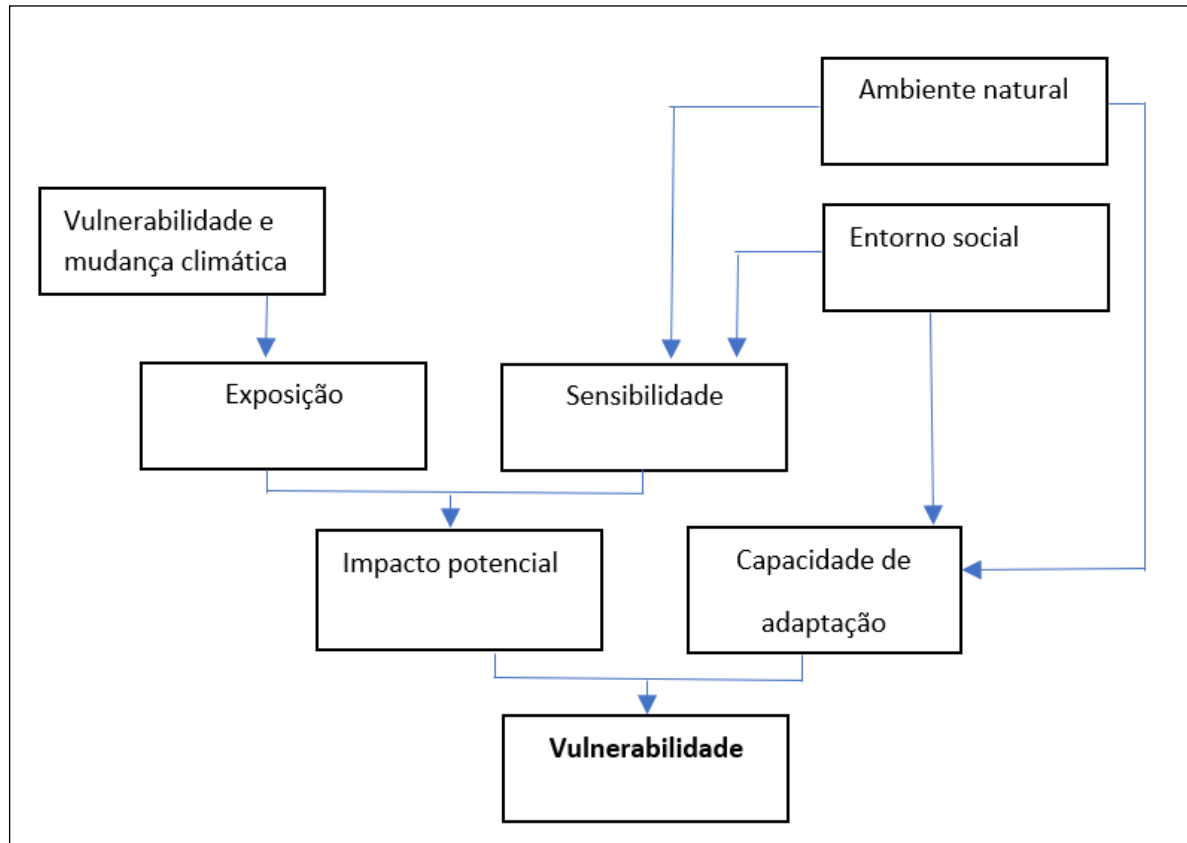 Ambiente natural
Vulnerabilidade e
mudança climática
Entorno social
Exposição
Sensibilidade
Impacto potencial
Capacidade de
adaptação
Vulnerabilidade